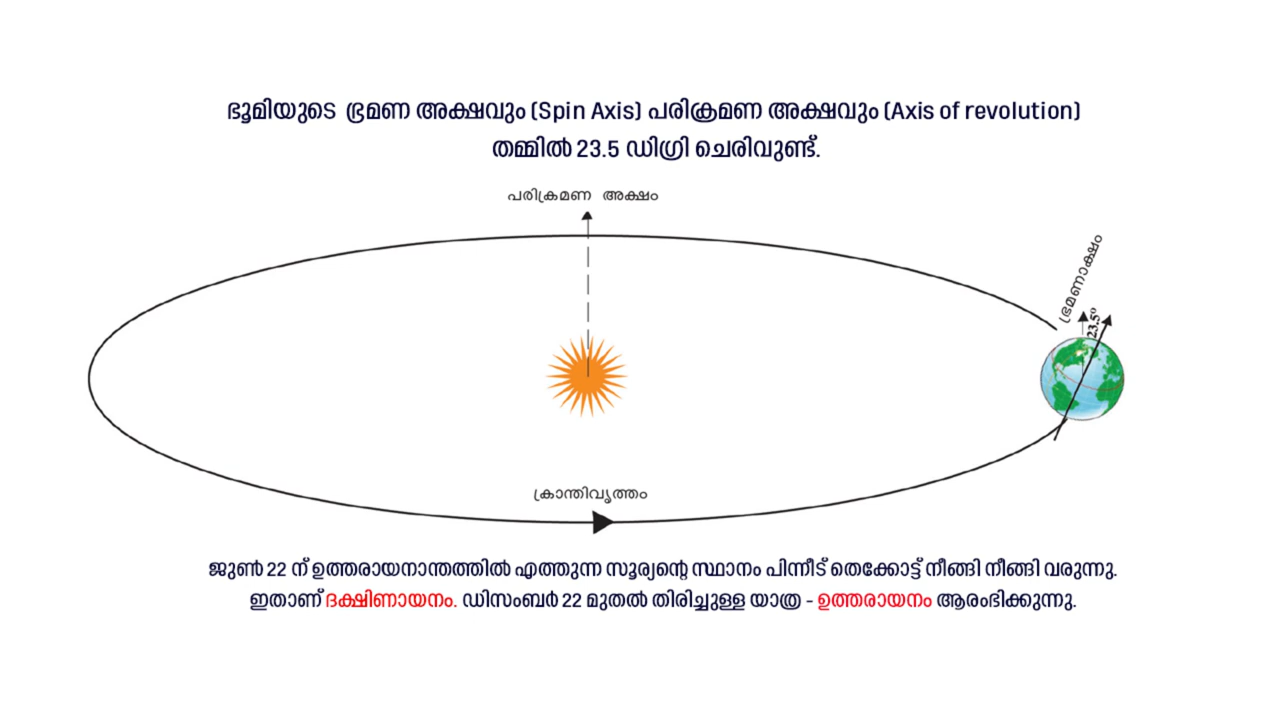 ഭൂമിയുടെ ഭ്രമണ അക്ഷവും (Spin Axis) പരിക്രമണ അക്ഷവും (Axis of revolution)
തമ്മിൽ 23.5 ഡിഗ്രി ചെരിവുണ്ട്.
പരിക്രമണ അക്ഷം
ഭ്രമണാക്ഷം
23.5°
ക്രാന്തിവൃത്തം
ജൂൺ 22 ന് ഉത്തരായനാന്തത്തിൽ എത്തുന്ന സൂര്യന്റെ സ്ഥാനം പിന്നീട് തെക്കോട്ട് നീങ്ങി നീങ്ങി വരുന്നു.
ഇതാണ് ദക്ഷിണായനം. ഡിസംബർ 22 മുതൽ തിരിച്ചുള്ള യാത്ര - ഉത്തരായനം ആരംഭിക്കുന്നു.